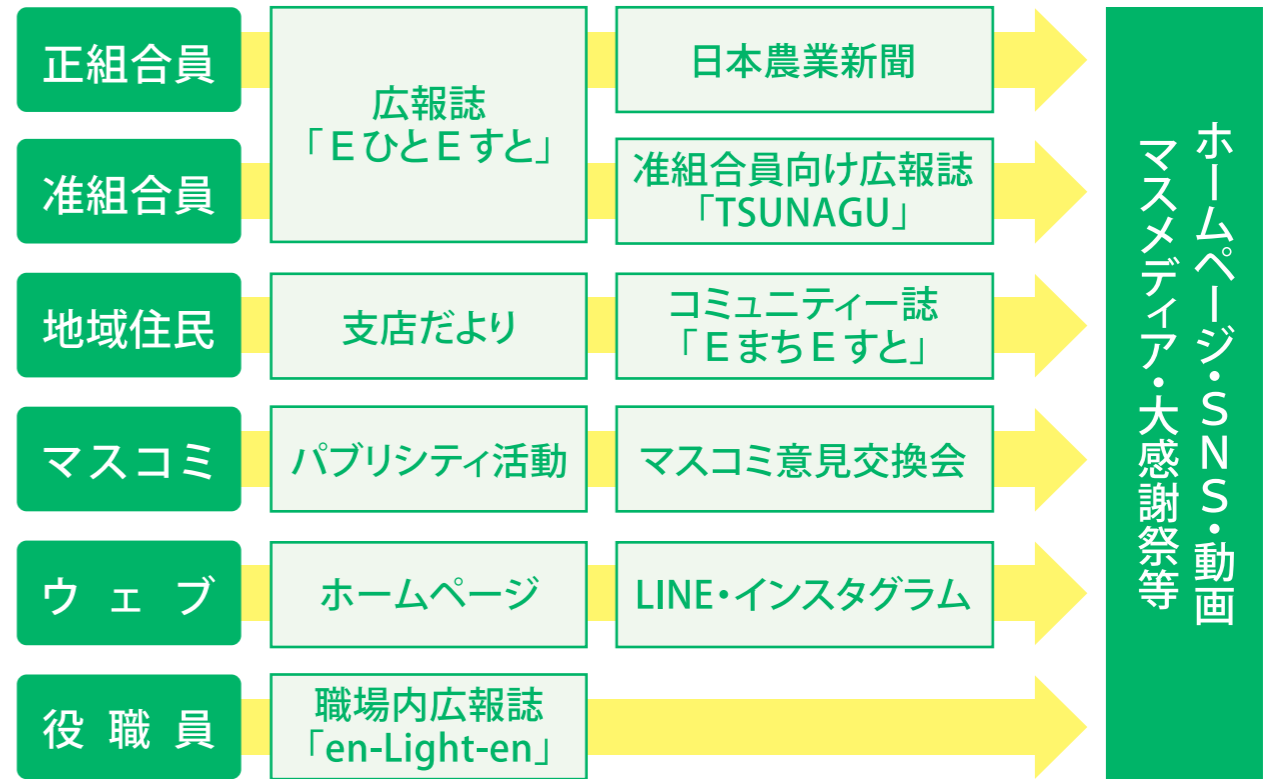 正組合員
広報誌
「EひとEすと」
日本農業新聞
准組合員
准組合員向け広報誌
「TSUNAGU」
地域住民
支店だより
コミュニティー誌
「EまちEすと」
マスコミ
パブリシティ活動
マスコミ意見交換会
ウェブ
ホームページ
LINE・インスタグラム
役職員
職場内広報誌
「en-Light-en」
ホームページ・SNS・動画
マスメディア・大感謝祭等